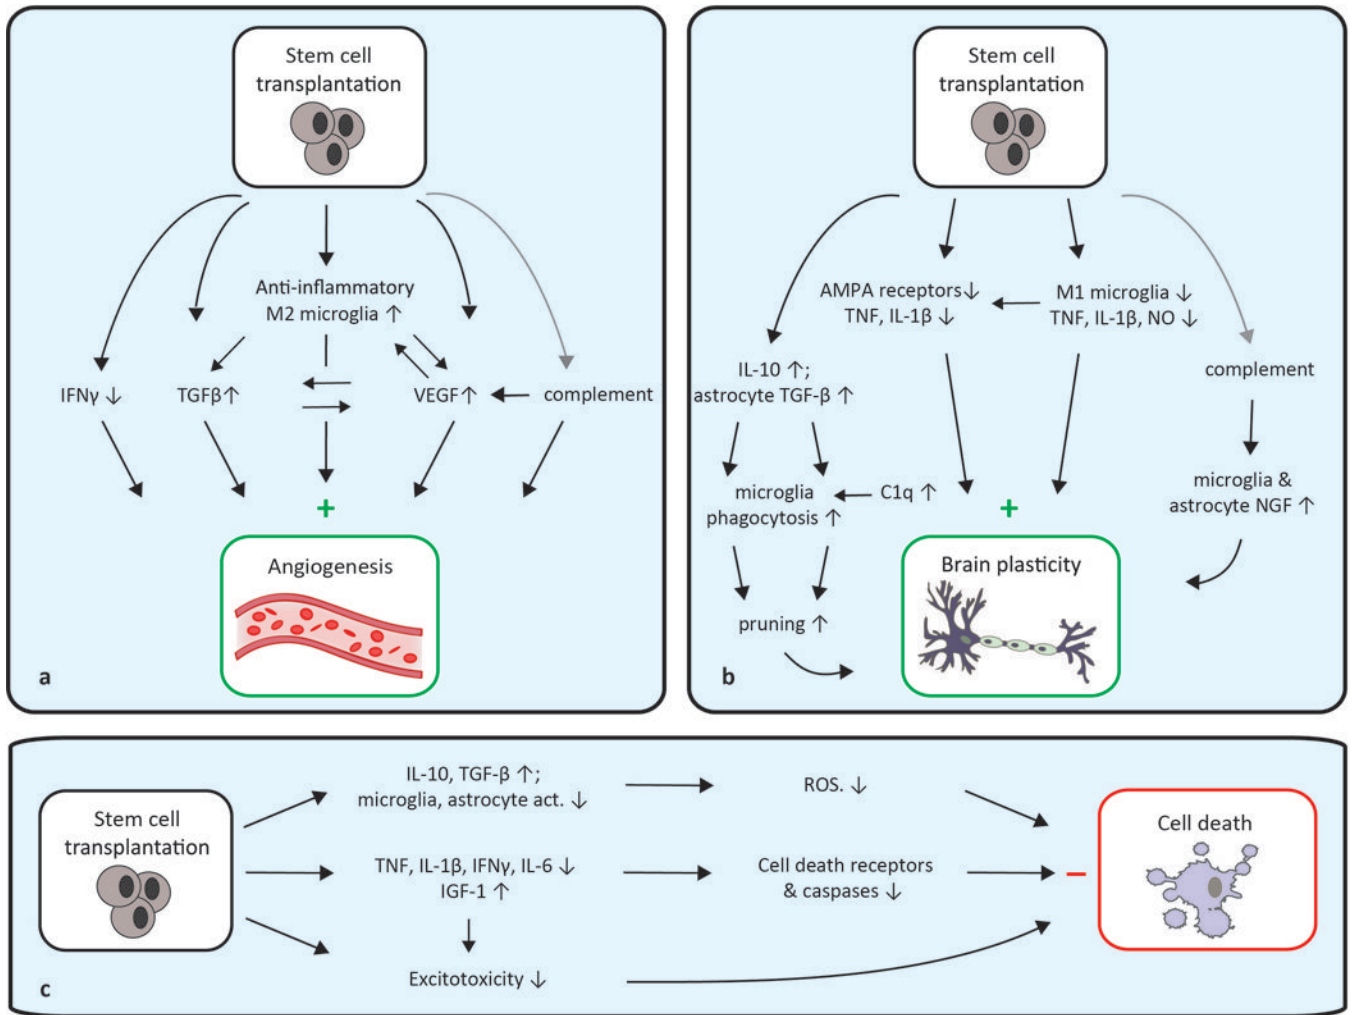 Stem cell
transplantation
Anti-inflammatory
M2 microglia ↑
IFNγ ↓
TGFβ↑
VEGF↑
complement
+
Angiogenesis
a
Stem cell
transplantation
AMPA receptors↓
TNF, IL-1β ↓
M1 microglia ↓
TNF, IL-1β, NO ↓
IL-10 ↑;
astrocyte TGF-β ↑
complement
microglia
phagocytosis ↑
C1q ↑
microglia &
astrocyte NGF ↑
+
Brain plasticity
pruning ↑
b
Stem cell
transplantation
IL-10, TGF-β ↑;
microglia, astrocyte act. ↓
ROS. ↓
TNF, IL-1β, IFNγ, IL-6 ↓
IGF-1 ↑
Cell death receptors
& caspases ↓
Excitotoxicity ↓
−
Cell death
c